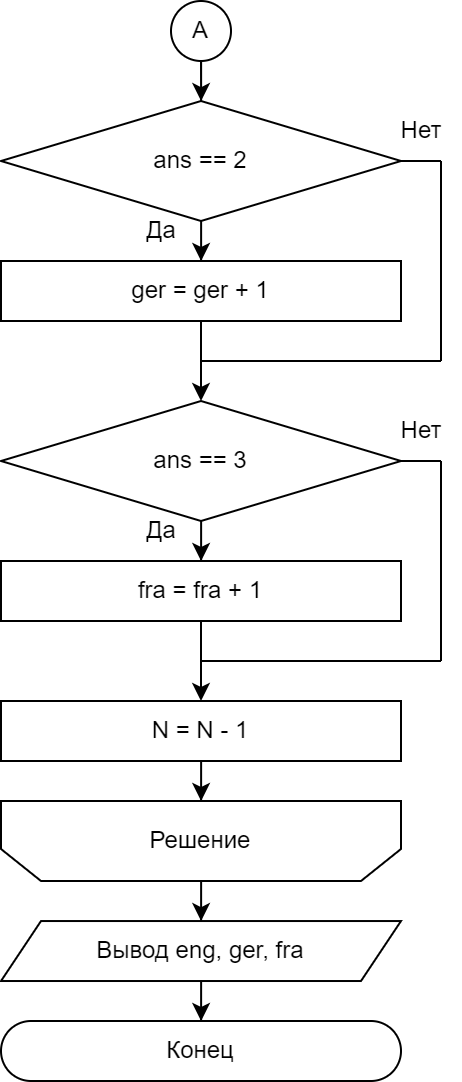 A
Нет
ans == 2
Да
ger = ger + 1
Нет
ans == 3
Да
fra = fra + 1
N = N - 1
Решение
Вывод eng, ger, fra
Конец